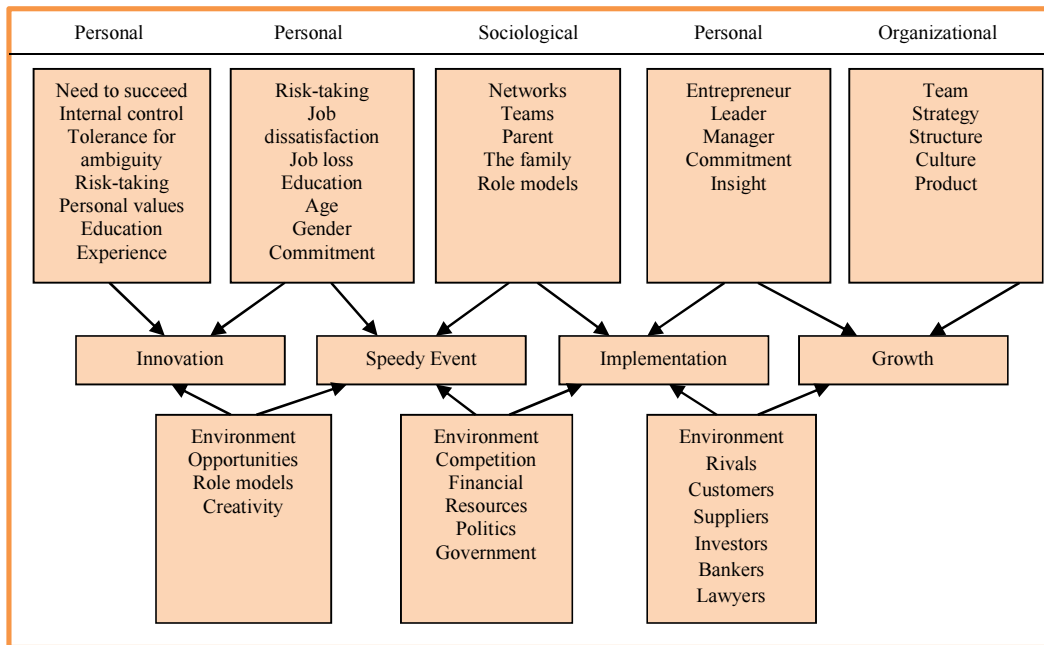 Personal
Personal
Sociological
Personal
Organizational
Need to succeed
Internal control
Tolerance for
ambiguity
Risk-taking
Personal values
Education
Experience
Risk-taking
Job
dissatisfaction
Job loss
Education
Age
Gender
Commitment
Networks
Teams
Parent
The family
Role models
Entrepreneur
Leader
Manager
Commitment
Insight
Team
Strategy
Structure
Culture
Product
Innovation
Speedy Event
Implementation
Growth
Environment
Opportunities
Role models
Creativity
Environment
Competition
Financial
Resources
Politics
Government
Environment
Rivals
Customers
Suppliers
Investors
Bankers
Lawyers